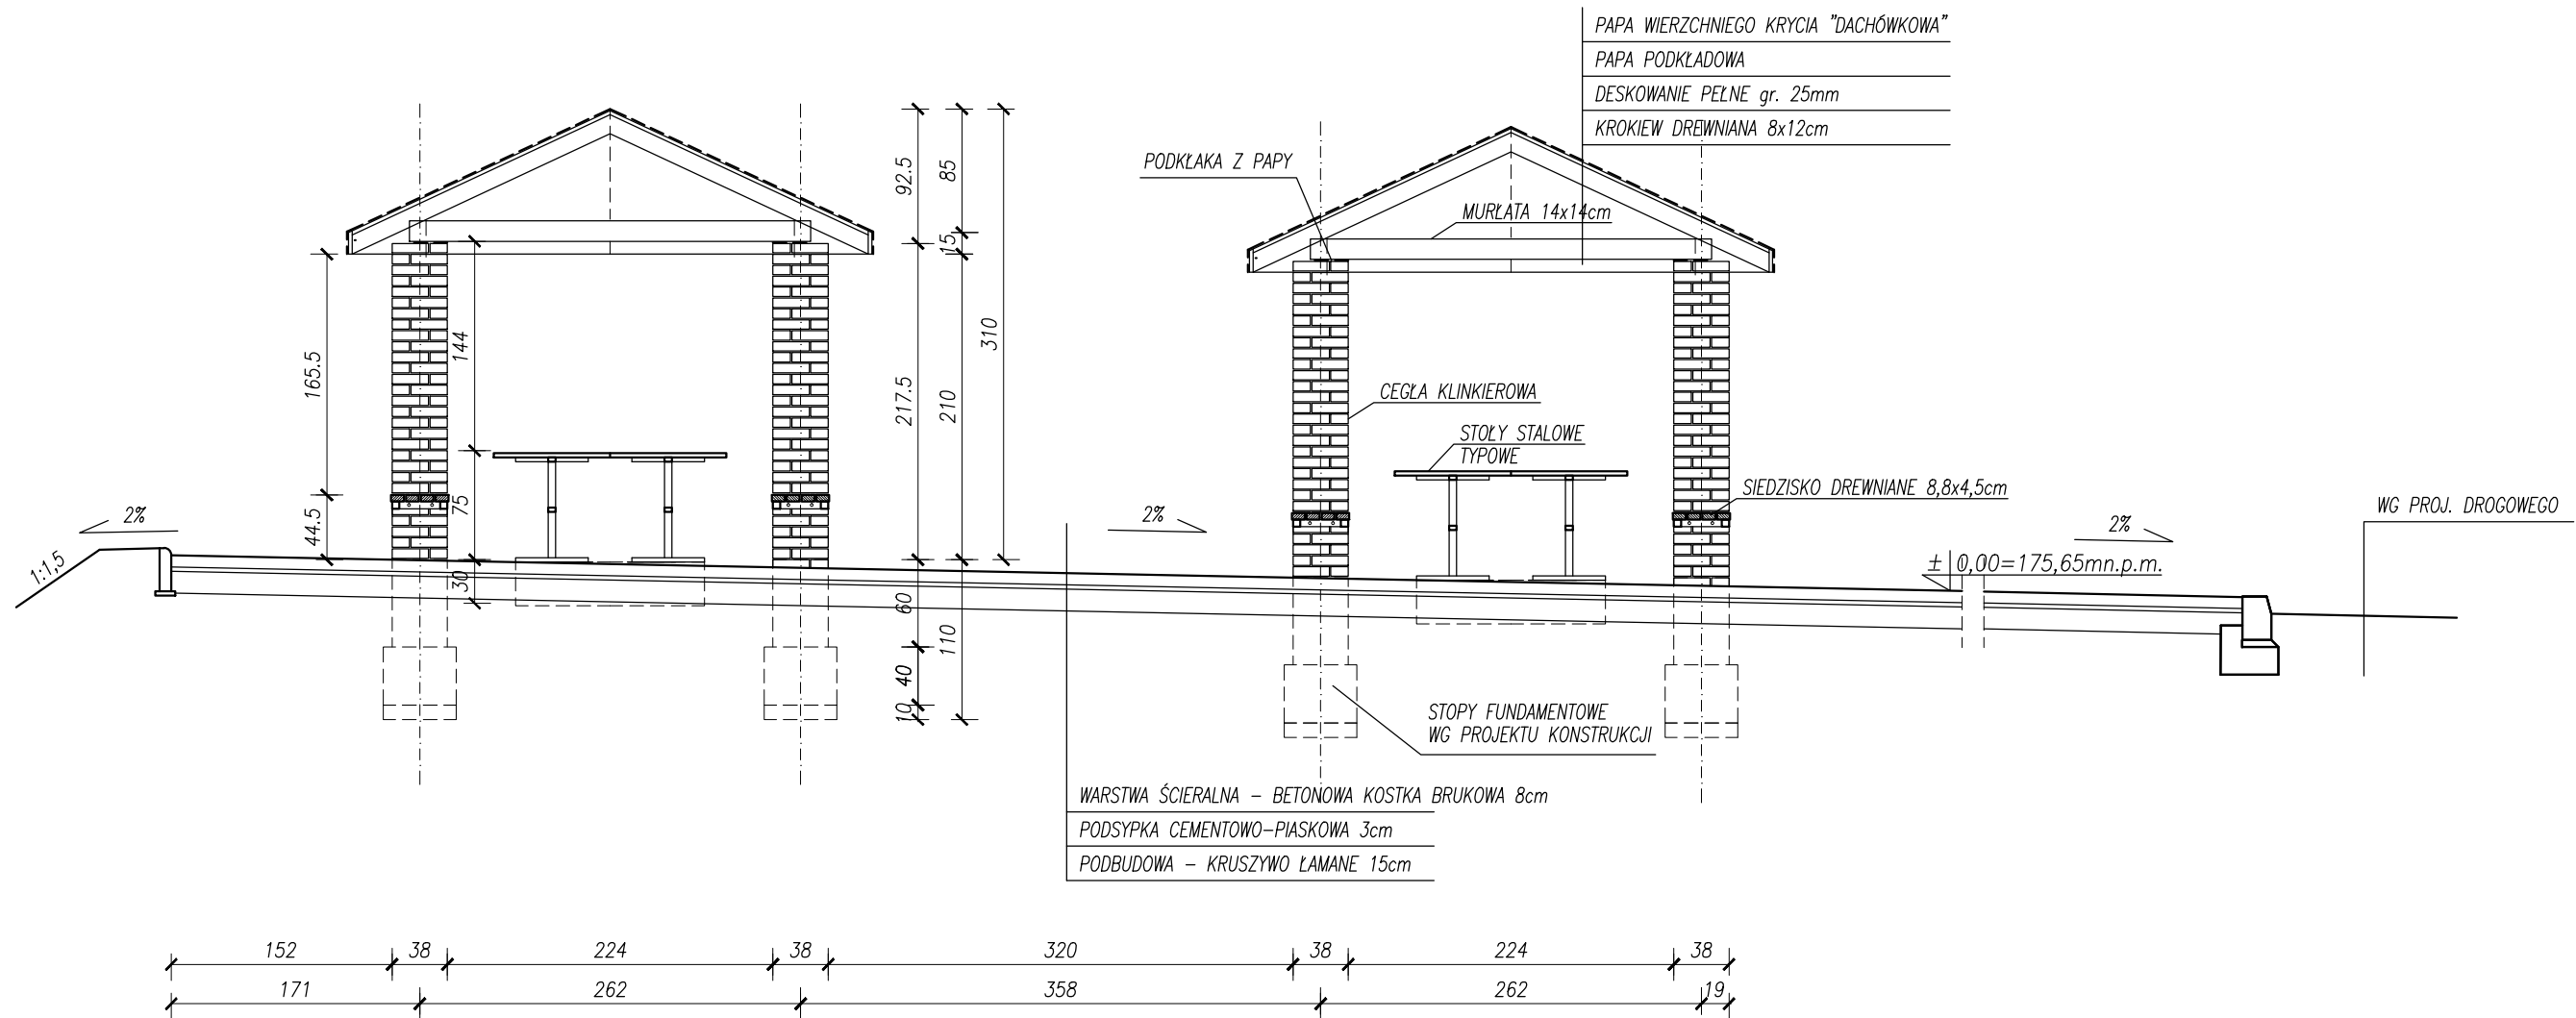 PAPA WIERZCHNIEGO KRYCIA "DACHÓWKOWA"
PAPA PODKŁADOWA
DESKOWANIE PEŁNE gr. 25mm
KROKIEW DREWNIANA 8x12cm
PODKŁAKA Z PAPY
MURŁATA 14x14cm
92.5
85
15
310
144
165.5
217.5
210
CEGŁA KLINKIEROWA
STOŁY STALOWE
TYPOWE
SIEDZISKO DREWNIANE 8,8x4,5cm
WG PROJ. DROGOWEGO
75
44.5
2%
2%
2%
1:1,5
± 0,00=175,65mn.p.m.
30
60
110
40
10
STOPY FUNDAMENTOWE
WG PROJEKTU KONSTRUKCJI
WARSTWA ŚCIERALNA – BETONOWA KOSTKA BRUKOWA 8cm
PODSYPKA CEMENTOWO–PIASKOWA 3cm
PODBUDOWA – KRUSZYWO ŁAMANE 15cm
152 38 224 38 320 38 224 38
171 262 358 262 19